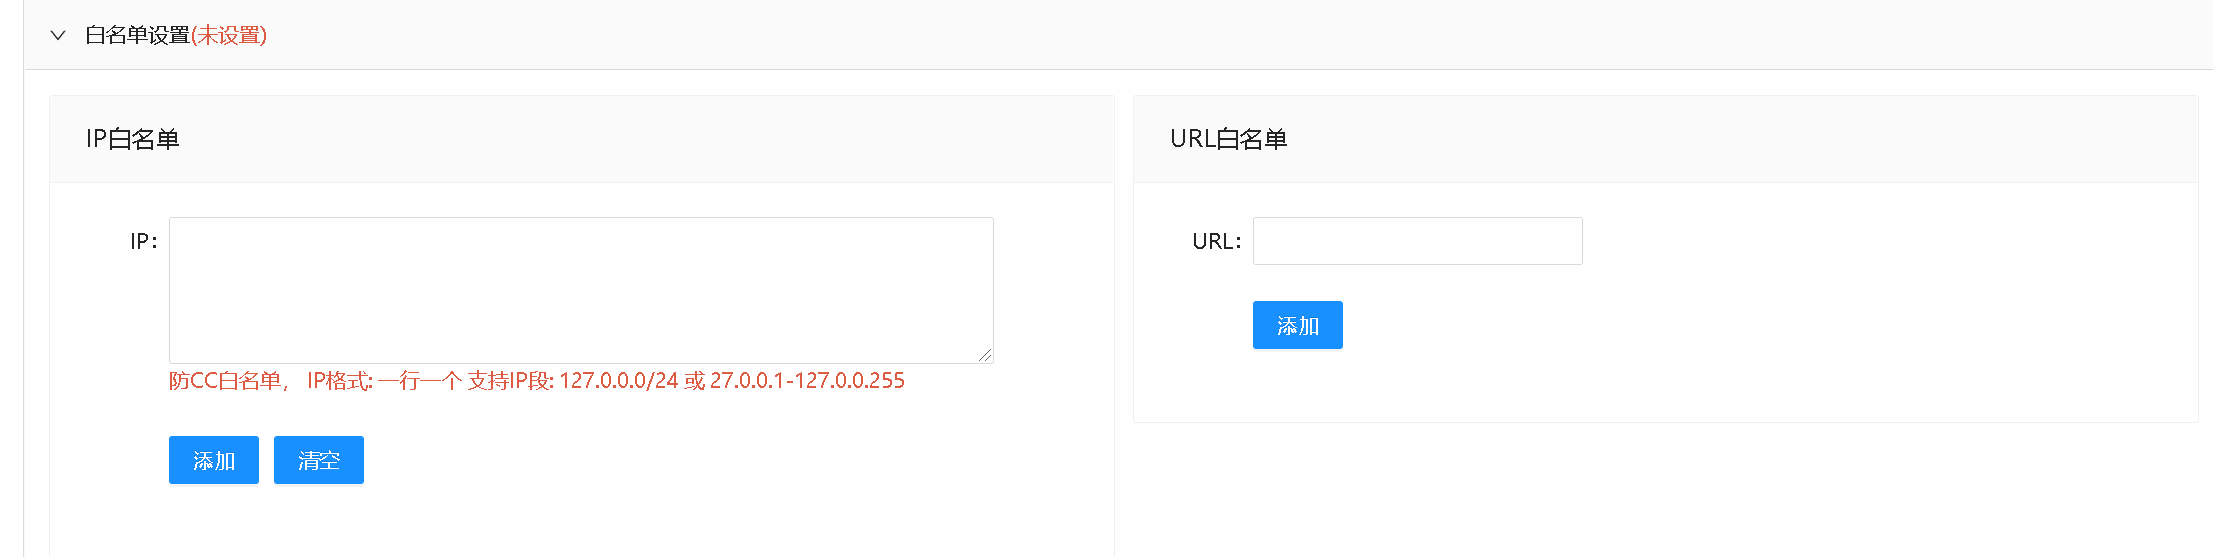 白名单设置(未设置)
IP白名单
IP:
防CC白名单， IP格式: 一行一个 支持IP段: 127.0.0.0/24 或 27.0.0.1-127.0.0.255
添加 清空
URL白名单
URL:
添加